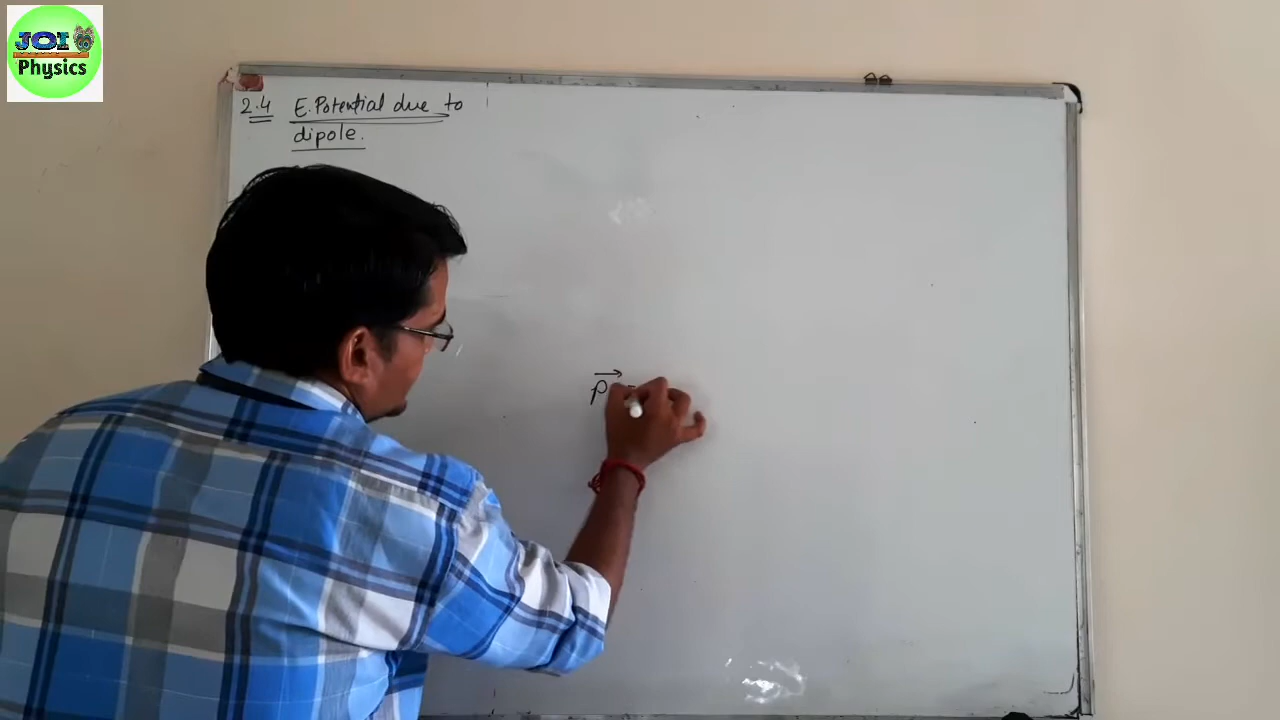 JOI
Physics
2.4 E. Potential due to
dipole.
p